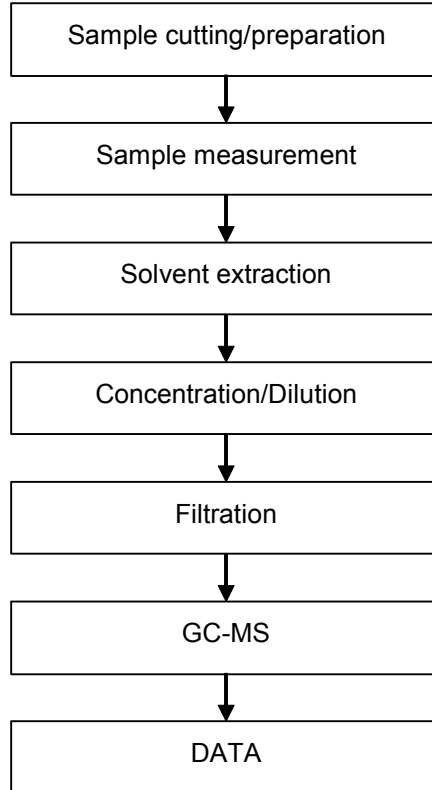 Sample cutting/preparation
Sample measurement
Solvent extraction
Concentration/Dilution
Filtration
GC-MS
DATA